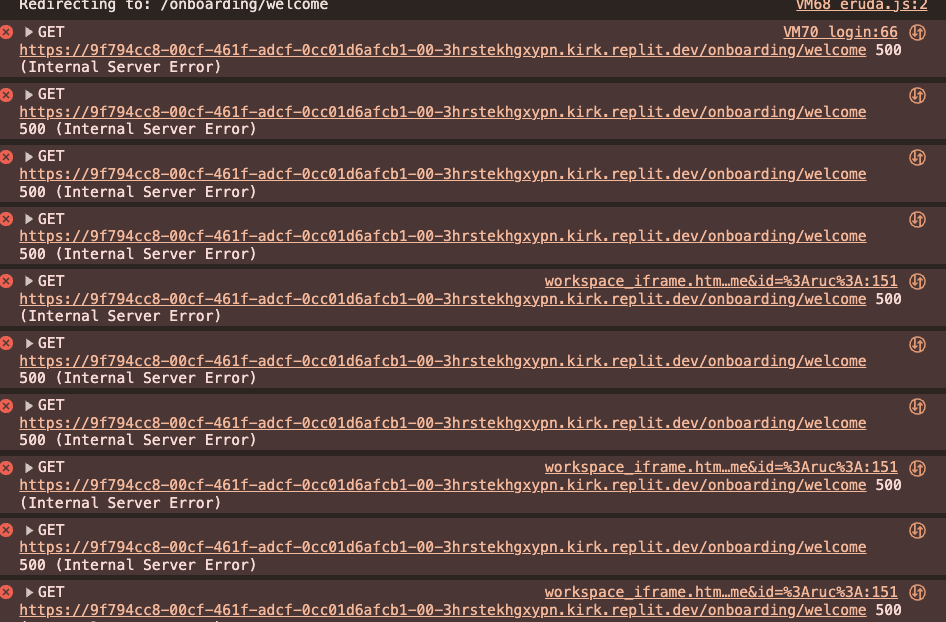 Redirecting to: /onboarding/welcome VM68 eruda.js:2
▶GET VM70 login:66
https://9f794cc8-00cf-461f-adcf-0cc01d6afcb1-00-3hrstekhgxypn.kirk.replit.dev/onboarding/welcome 500
(Internal Server Error)
▶GET
https://9f794cc8-00cf-461f-adcf-0cc01d6afcb1-00-3hrstekhgxypn.kirk.replit.dev/onboarding/welcome
500 (Internal Server Error)
▶GET
https://9f794cc8-00cf-461f-adcf-0cc01d6afcb1-00-3hrstekhgxypn.kirk.replit.dev/onboarding/welcome
500 (Internal Server Error)
▶GET
https://9f794cc8-00cf-461f-adcf-0cc01d6afcb1-00-3hrstekhgxypn.kirk.replit.dev/onboarding/welcome
500 (Internal Server Error)
▶GET workspace_iframe.htm…me&id=%3Aruc%3A:151
https://9f794cc8-00cf-461f-adcf-0cc01d6afcb1-00-3hrstekhgxypn.kirk.replit.dev/onboarding/welcome 500
(Internal Server Error)
▶GET
https://9f794cc8-00cf-461f-adcf-0cc01d6afcb1-00-3hrstekhgxypn.kirk.replit.dev/onboarding/welcome
500 (Internal Server Error)
▶GET
https://9f794cc8-00cf-461f-adcf-0cc01d6afcb1-00-3hrstekhgxypn.kirk.replit.dev/onboarding/welcome
500 (Internal Server Error)
▶GET workspace_iframe.htm…me&id=%3Aruc%3A:151
https://9f794cc8-00cf-461f-adcf-0cc01d6afcb1-00-3hrstekhgxypn.kirk.replit.dev/onboarding/welcome 500
(Internal Server Error)
▶GET
https://9f794cc8-00cf-461f-adcf-0cc01d6afcb1-00-3hrstekhgxypn.kirk.replit.dev/onboarding/welcome
500 (Internal Server Error)
▶GET workspace_iframe.htm…me&id=%3Aruc%3A:151
https://9f794cc8-00cf-461f-adcf-0cc01d6afcb1-00-3hrstekhgxypn.kirk.replit.dev/onboarding/welcome 500